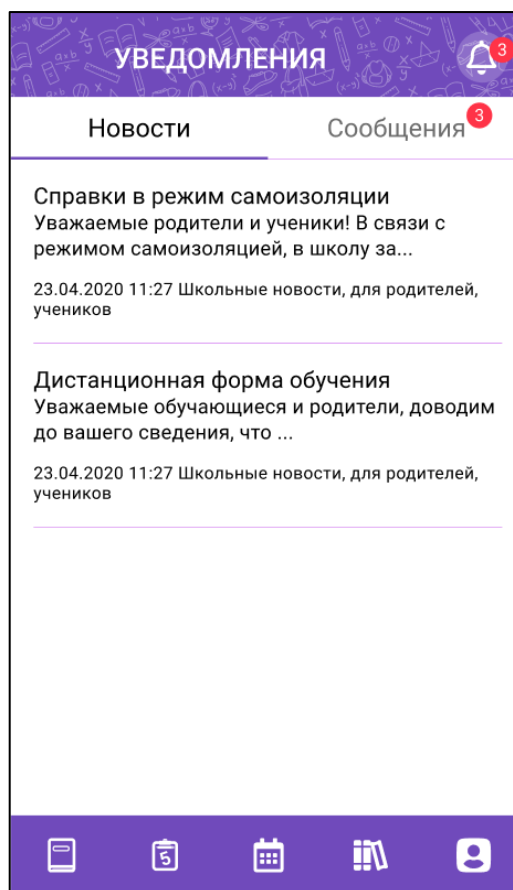 УВЕДОМЛЕНИЯ
3
Новости
Сообщения
3
Справки в режим самоизоляции
Уважаемые родители и ученики! В связи с
режимом самоизоляцией, в школу за...
23.04.2020 11:27 Школьные новости, для родителей,
учеников
Дистанционная форма обучения
Уважаемые обучающиеся и родители, доводим
до вашего сведения, что ...
23.04.2020 11:27 Школьные новости, для родителей,
учеников
5